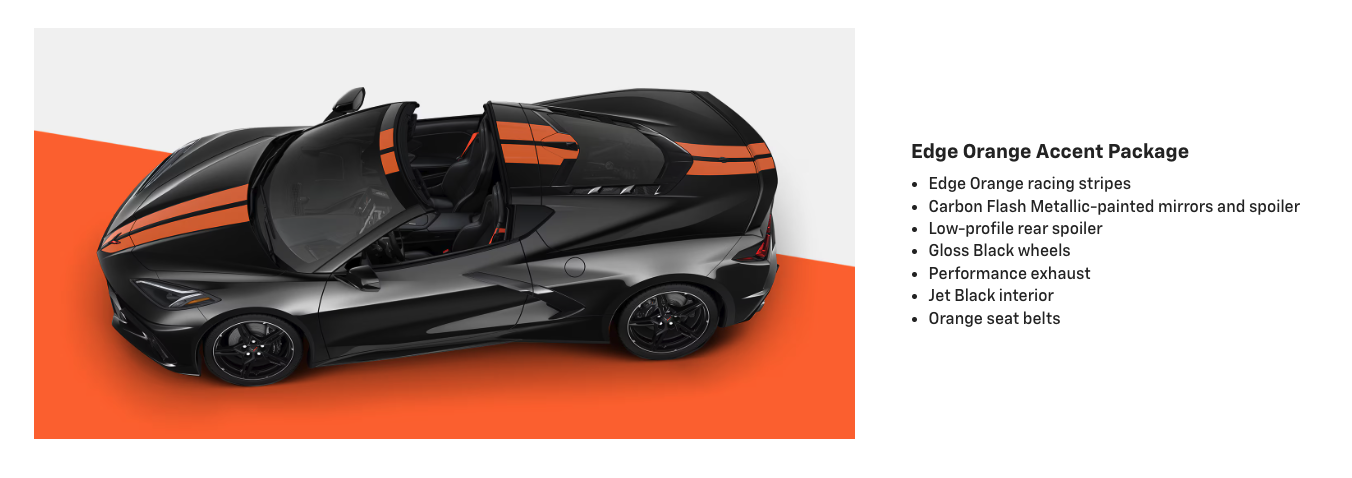 Edge Orange Accent Package
• Edge Orange racing stripes
• Carbon Flash Metallic-painted mirrors and spoiler
• Low-profile rear spoiler
• Gloss Black wheels
• Performance exhaust
• Jet Black interior
• Orange seat belts